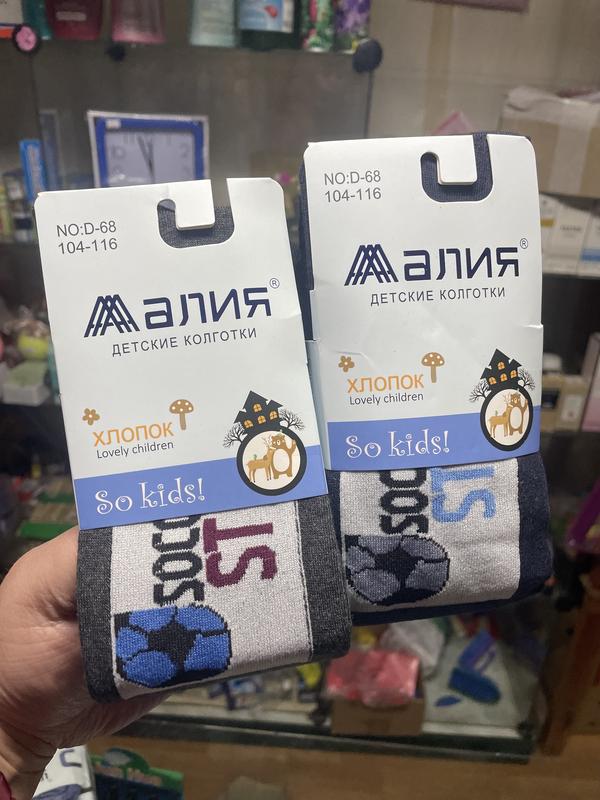 NO:D-68
104-116
Малия®
ДЕТСКИЕ КОЛГОТКИ
ХЛОПОК
Lovely children
So kids!
NO:D-68
104-116
Малия®
ДЕТСКИЕ КОЛГОТКИ
ХЛОПОК
Lovely children
So kids!